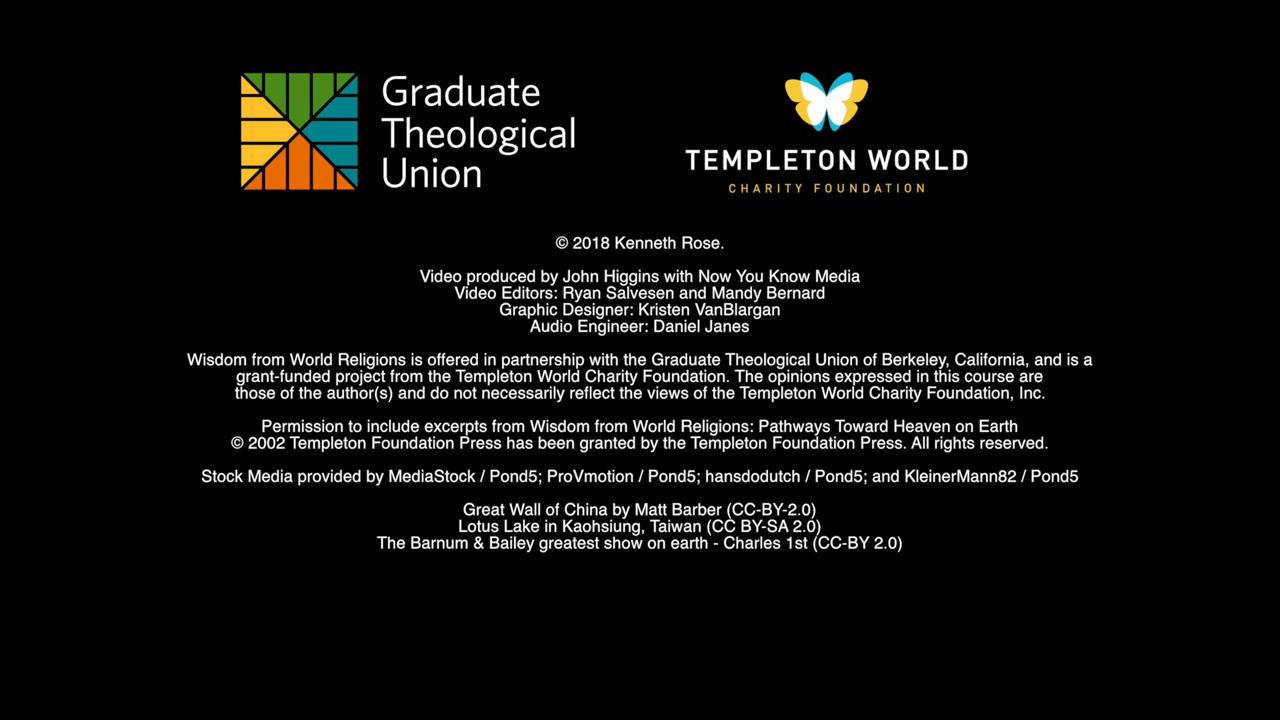 Graduate
Theological
Union
TEMPLETON WORLD
CHARITY FOUNDATION
© 2018 Kenneth Rose.
Video produced by John Higgins with Now You Know Media
Video Editors: Ryan Salvesen and Mandy Bernard
Graphic Designer: Kristen VanBlargan
Audio Engineer: Daniel Janes
Wisdom from World Religions is offered in partnership with the Graduate Theological Union of Berkeley, California, and is a
grant-funded project from the Templeton World Charity Foundation. The opinions expressed in this course are
those of the author(s) and do not necessarily reflect the views of the Templeton World Charity Foundation, Inc.
Permission to include excerpts from Wisdom from World Religions: Pathways Toward Heaven on Earth
© 2002 Templeton Foundation Press has been granted by the Templeton Foundation Press. All rights reserved.
Stock Media provided by MediaStock / Pond5; ProVmotion / Pond5; hansdodutch / Pond5; and KleinerMann82 / Pond5
Great Wall of China by Matt Barber (CC-BY-2.0)
Lotus Lake in Kaohsiung, Taiwan (CC BY-SA 2.0)
The Barnum & Bailey greatest show on earth - Charles 1st (CC-BY 2.0)